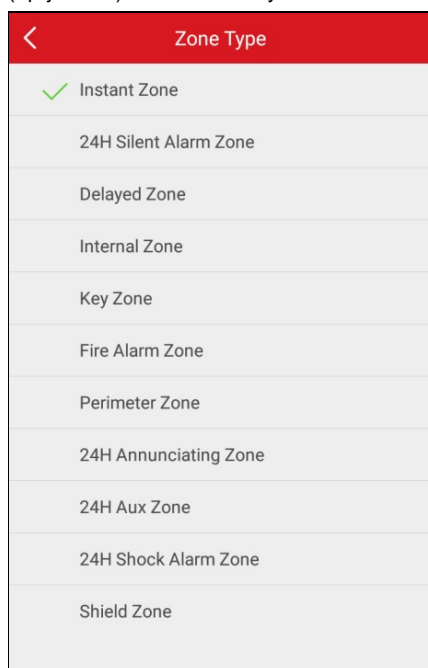 Zone Type
Instant Zone
24H Silent Alarm Zone
Delayed Zone
Internal Zone
Key Zone
Fire Alarm Zone
Perimeter Zone
24H Annunciating Zone
24H Aux Zone
24H Shock Alarm Zone
Shield Zone